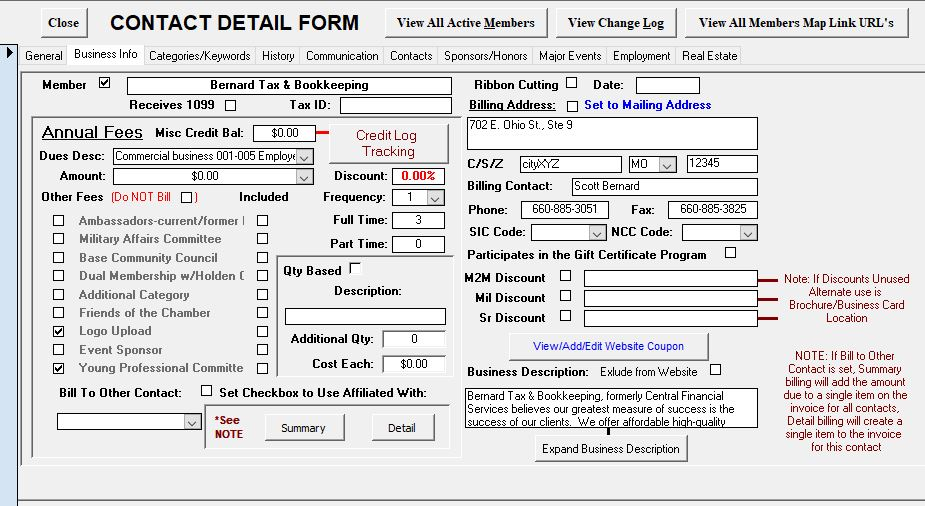 Close
CONTACT DETAIL FORM
View All Active Members
View Change Log
View All Members Map Link URL's
General Business Info Categories/Keywords History Communication Contacts Sponsors/Honors Major Events Employment Real Estate
Member Bernard Tax & Bookkeeping
Receives 1099 Tax ID:
Annual Fees Misc Credit Bal: $0.00
Credit Log
Tracking
Dues Desc: Commercial business 001-005 Employe
Amount: $0.00
Discount: 0.00%
Other Fees (Do NOT Bill ) Included
Frequency: 1
Ambassadors-current/former
Full Time: 3
Military Affairs Committee
Part Time: 0
Base Community Council
Dual Membership w/Holden
Additional Category
Friends of the Chamber
Logo Upload
Event Sponsor
Young Professional Committe
Qty Based
Description:
Additional Qty: 0
Cost Each: $0.00
Bill To Other Contact:
Set Checkbox to Use Affiliated With:
*See
NOTE
Summary
Detail
Ribbon Cutting Date:
Billing Address: Set to Mailing Address
702 E. Ohio St., Ste 9
C/S/Z cityXYZ MO 12345
Billing Contact: Scott Bernard
Phone: 660-885-3051 Fax: 660-885-3825
SIC Code: NCC Code:
Participates in the Gift Certificate Program
M2M Discount
Mil Discount
Sr Discount
Note: If Discounts Unused
Alternate use is
Brochure/Business Card
Location
View/Add/Edit Website Coupon
Business Description: Exlude from Website
Bernard Tax & Bookkeeping, formerly Central Financial
Services believes our greatest measure of success is the
success of our clients. We offer affordable high-quality
Expand Business Description
NOTE: If Bill to Other
Contact is set, Summary
billing will add the amount
due to a single item on the
invoice for all contacts,
Detail billing will create a
single item to the invoice
for this contact